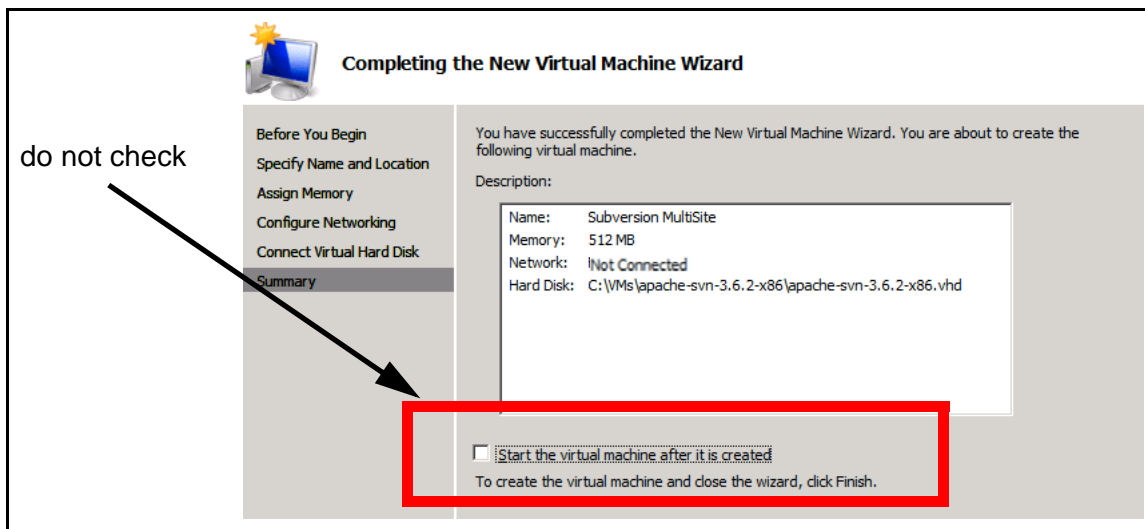 Completing the New Virtual Machine Wizard
do not check
Before You Begin
Specify Name and Location
Assign Memory
Configure Networking
Connect Virtual Hard Disk
Summary
You have successfully completed the New Virtual Machine Wizard. You are about to create the
following virtual machine.
Description:
Name: Subversion MultiSite
Memory: 512 MB
Network: Not Connected
Hard Disk: C:\VMs\apache-svn-3.6.2-x86\apache-svn-3.6.2-x86.vhd
Start the virtual machine after it is created
To create the virtual machine and close the wizard, click Finish.